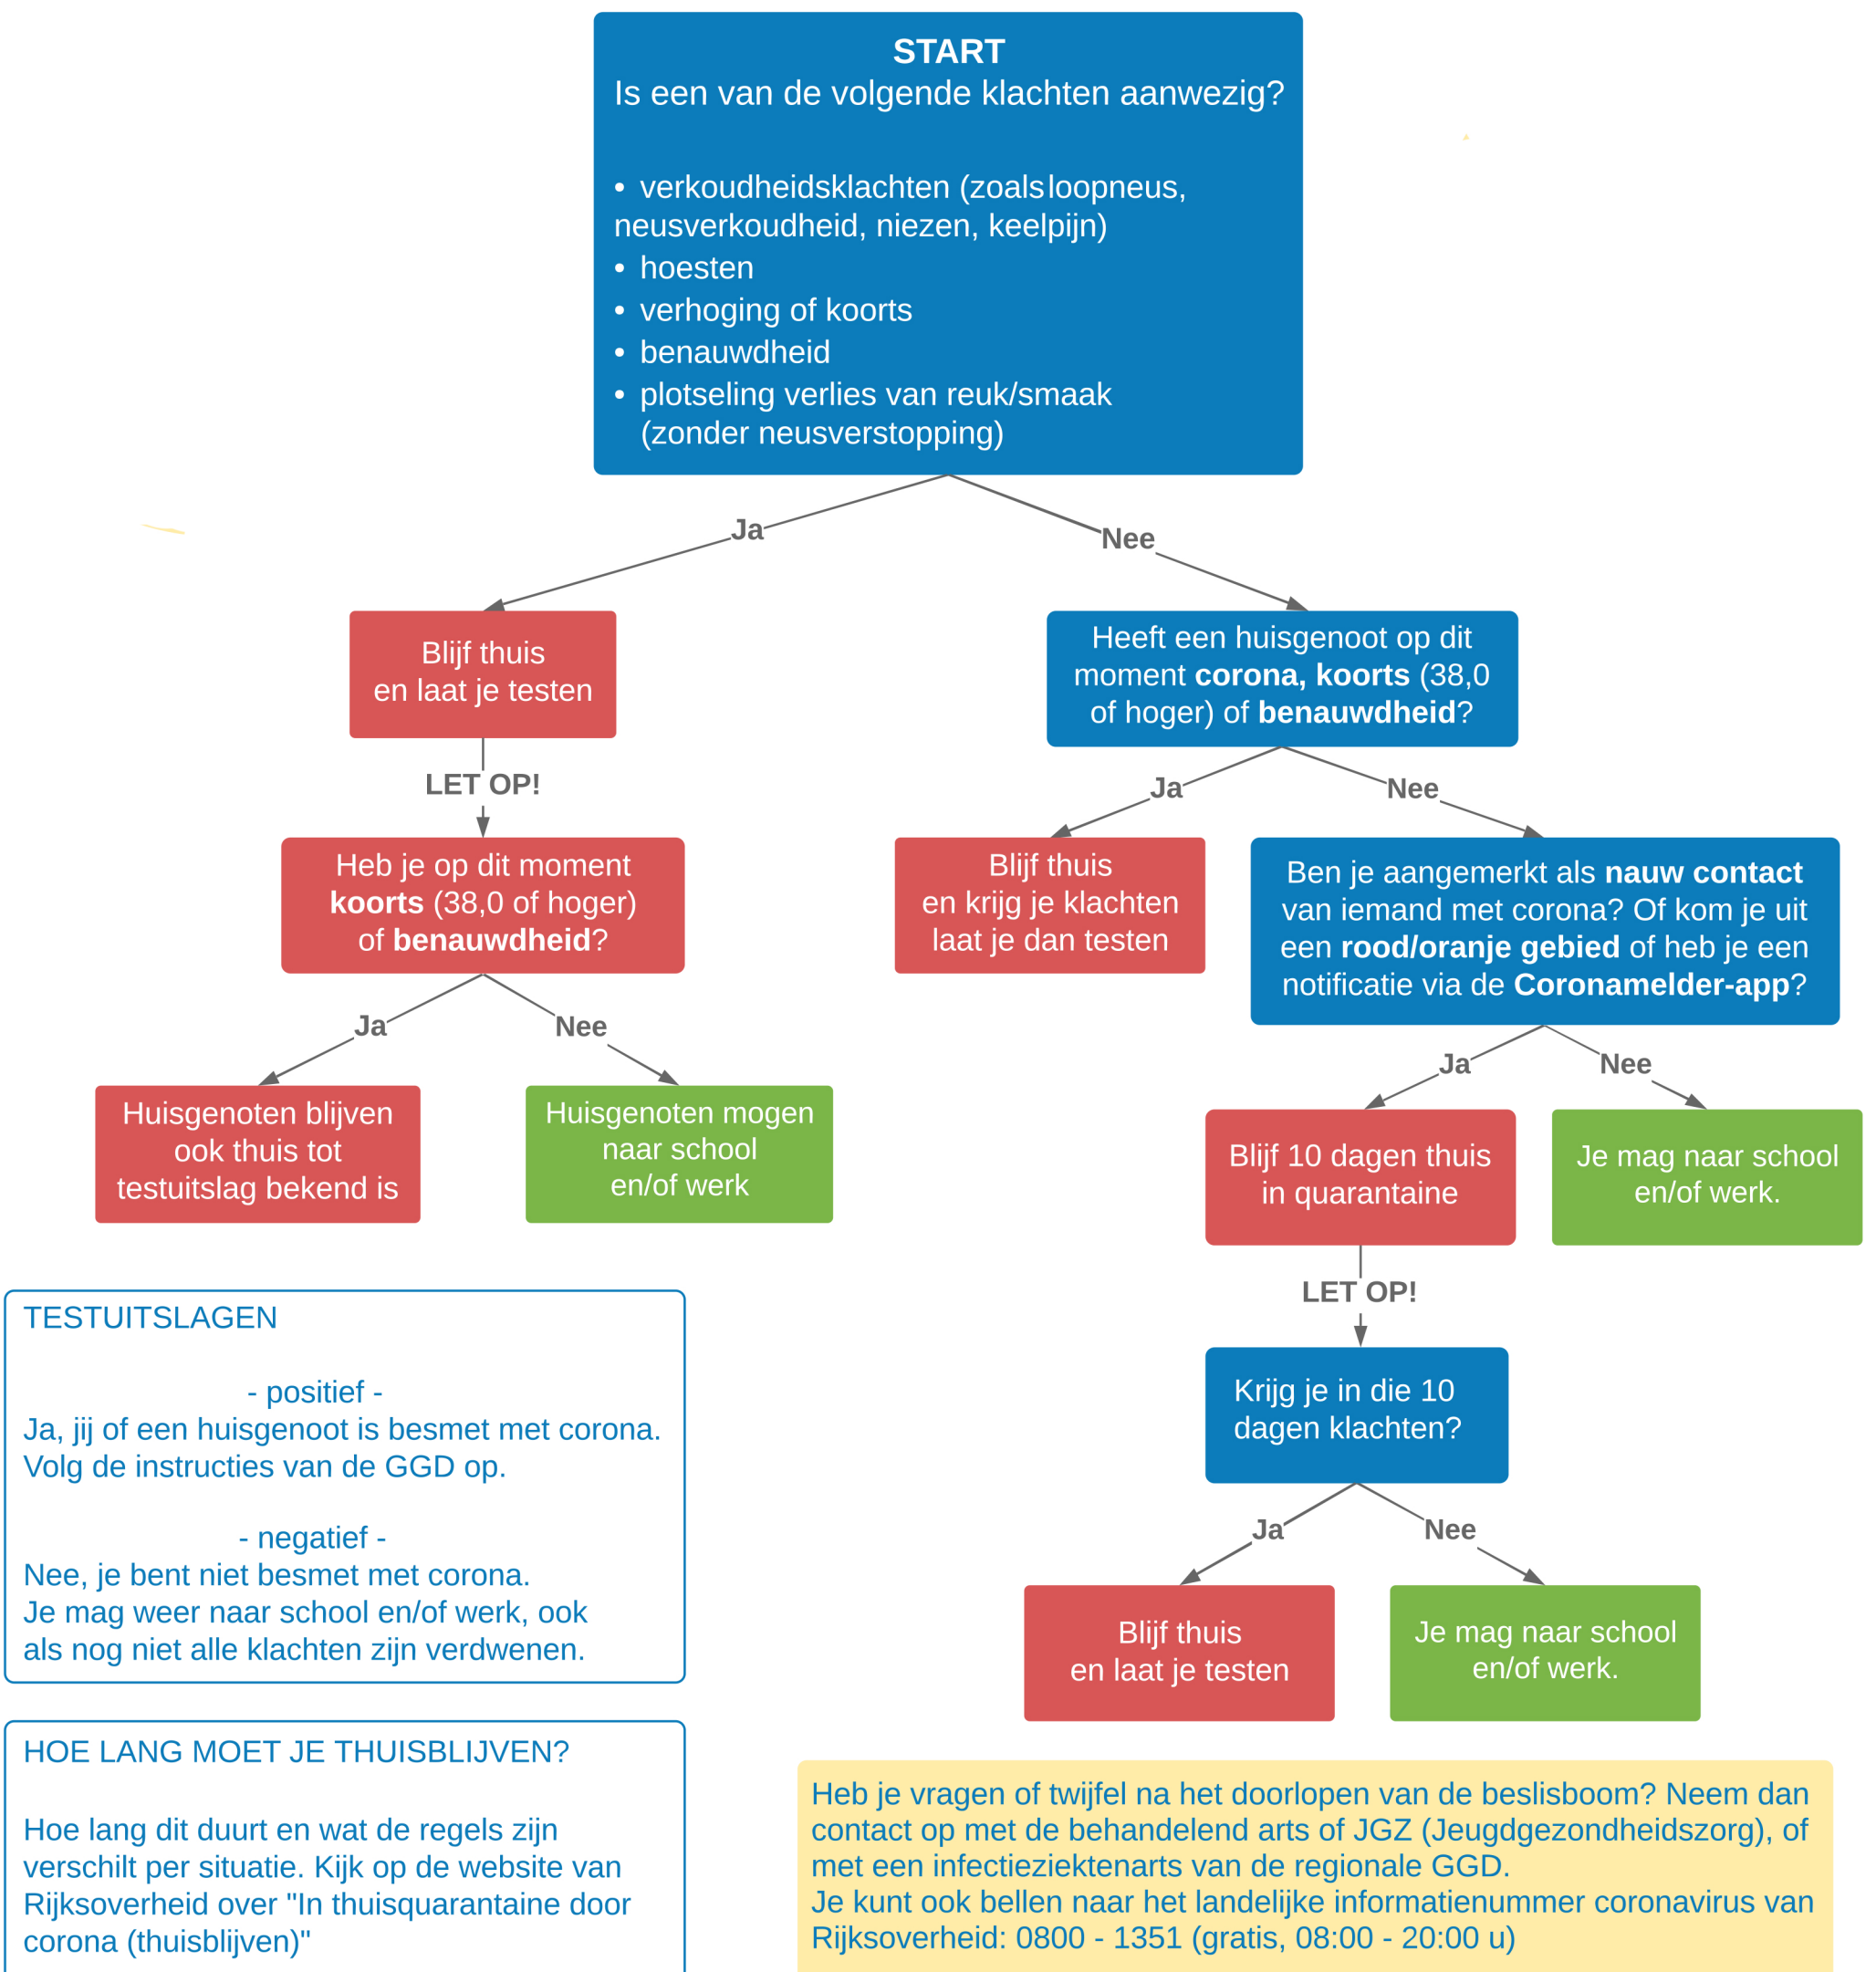 START
Is een van de volgende klachten aanwezig?
• verkoudheidsklachten (zoals loopneus,
neusverkoudheid, niezen, keelpijn)
• hoesten
• verhoging of koorts
• benauwdheid
• plotseling verlies van reuk/smaak
(zonder neusverstopping)
Ja
Nee
Blijf thuis
en laat je testen
LET OP!
Heb je op dit moment
koorts (38,0 of hoger)
of benauwdheid?
Ja
Nee
Huisgenoten blijven
ook thuis tot
testuitslag bekend is
Huisgenoten mogen
naar school
en/of werk
Heeft een huisgenoot op dit
moment corona, koorts (38,0
of hoger) of benauwdheid?
Ja
Nee
Blijf thuis
en krijg je klachten
laat je dan testen
Ben je aangemerkt als nauw contact
van iemand met corona? Of kom je uit
een rood/oranje gebied of heb je een
notificatie via de Coronamelder-app?
Ja
Nee
Blijf 10 dagen thuis
in quarantaine
Je mag naar school
en/of werk.
LET OP!
Krijg je in die 10
dagen klachten?
Ja
Nee
Blijf thuis
en laat je testen
Je mag naar school
en/of werk.
TESTUITSLAGEN
- positief -
Ja, jij of een huisgenoot is besmet met corona.
Volg de instructies van de GGD op.
- negatief -
Nee, je bent niet besmet met corona.
Je mag weer naar school en/of werk, ook
als nog niet alle klachten zijn verdwenen.
HOE LANG MOET JE THUISBLIJVEN?
Hoe lang dit duurt en wat de regels zijn
verschilt per situatie. Kijk op de website van
Rijksoverheid over "In thuisquarantaine door
corona (thuisblijven)"
Heb je vragen of twijfel na het doorlopen van de beslisboom? Neem dan
contact op met de behandelend arts of JGZ (Jeugdgezondheidszorg), of
met een infectieziektenarts van de regionale GGD.
Je kunt ook bellen naar het landelijke informatienummer coronavirus van
Rijksoverheid: 0800 - 1351 (gratis, 08:00 - 20:00 u)